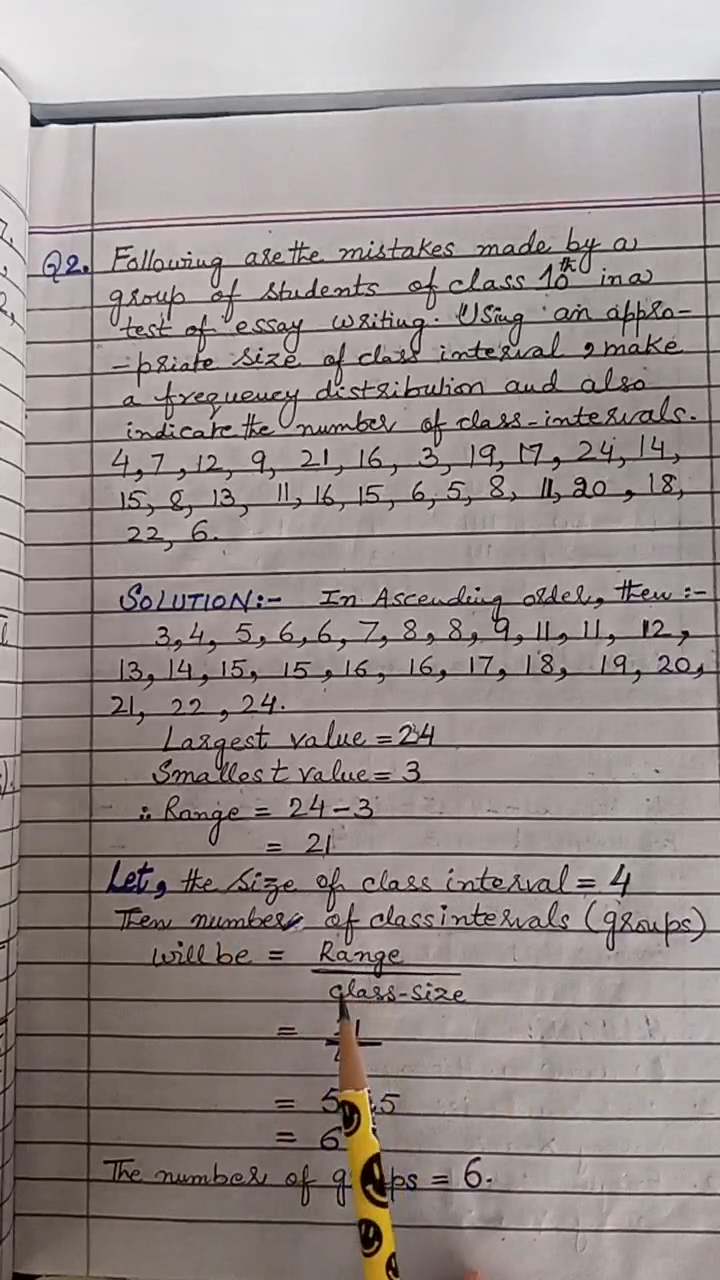 Q2. Following are the mistakes made by a
group of students of class 10th in a
test of essay writing. Using an appro-
-priate size of class interval, make
a frequency distribution and also
indicate the number of class-intervals.
4, 7, 12, 9, 21, 16, 3, 19, 17, 24, 14,
15, 8, 13, 11, 16, 15, 6, 5, 8, 11, 20, 18,
22, 6.
SOLUTION:- In Ascending order, then :-
3, 4, 5, 6, 6, 7, 8, 8, 9, 11, 11, 12,
13, 14, 15, 15, 16, 16, 17, 18, 19, 20,
21, 22, 24.
Largest value = 24
Smallest value = 3
∴ Range = 24 - 3
= 21
Let, the size of class interval = 4
Then number of class intervals (groups)
will be = Range
class-size
=
= 5 5
= 6
The number of = 6.